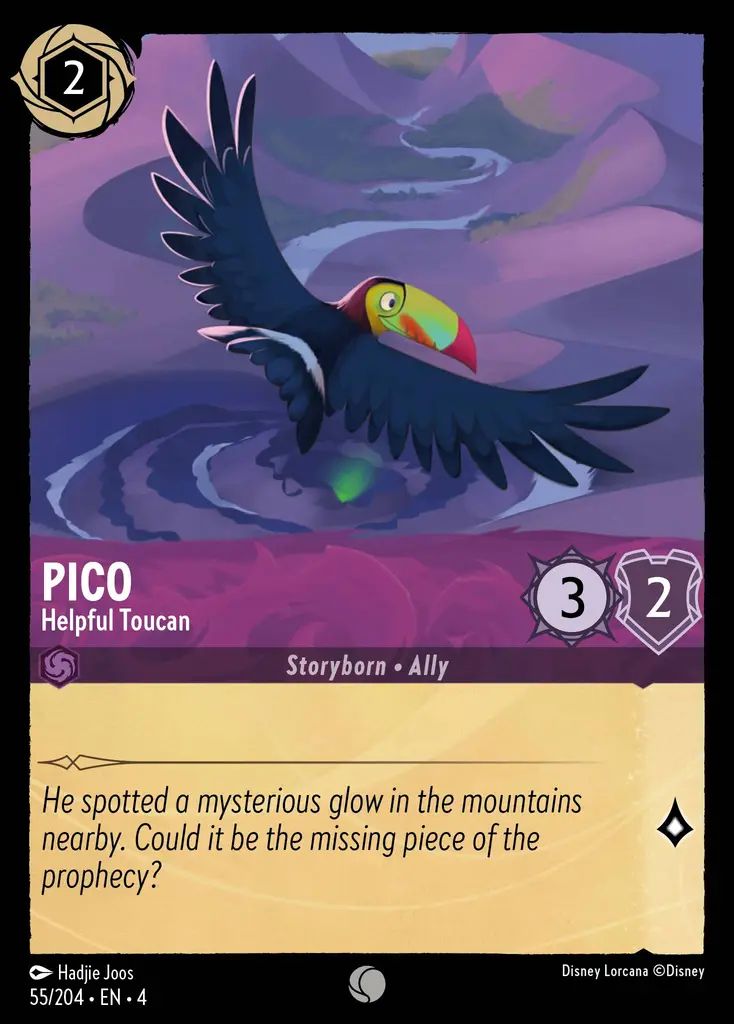 2
PICO
Helpful Toucan
3
2
Storyborn • Ally
He spotted a mysterious glow in the mountains
nearby. Could it be the missing piece of the
prophecy?
Hadjie Joos
Disney Lorcana ©Disney
55/204 • EN • 4